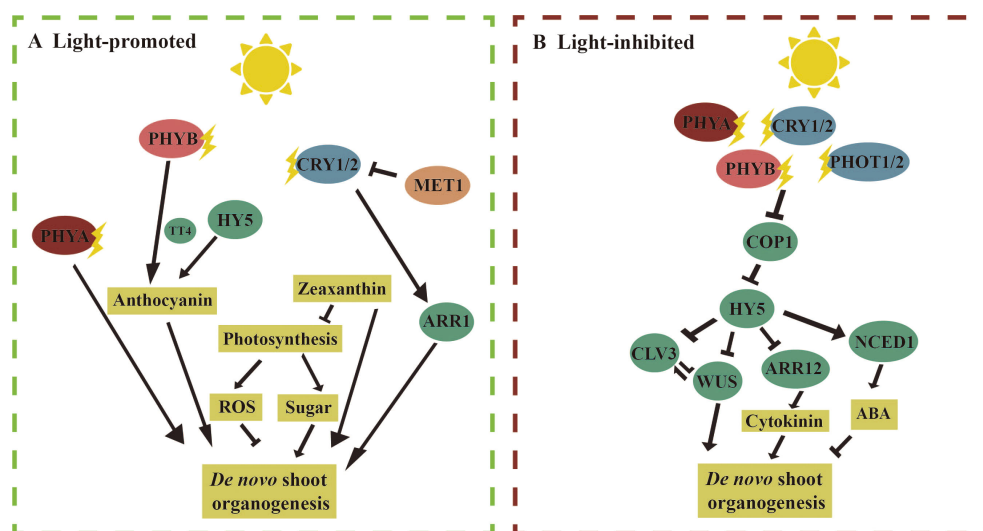 A Light-promoted
PHYB
CRY1/2
MET1
PHYA
TT4
HY5
Anthocyanin
Zeaxanthin
ARR1
Photosynthesis
ROS
Sugar
De novo shoot
organogenesis
B Light-inhibited
PHYA
CRY1/2
PHYB
PHOT1/2
COP1
HY5
CLV3
WUS
ARR12
NCED1
Cytokinin
ABA
De novo shoot
organogenesis